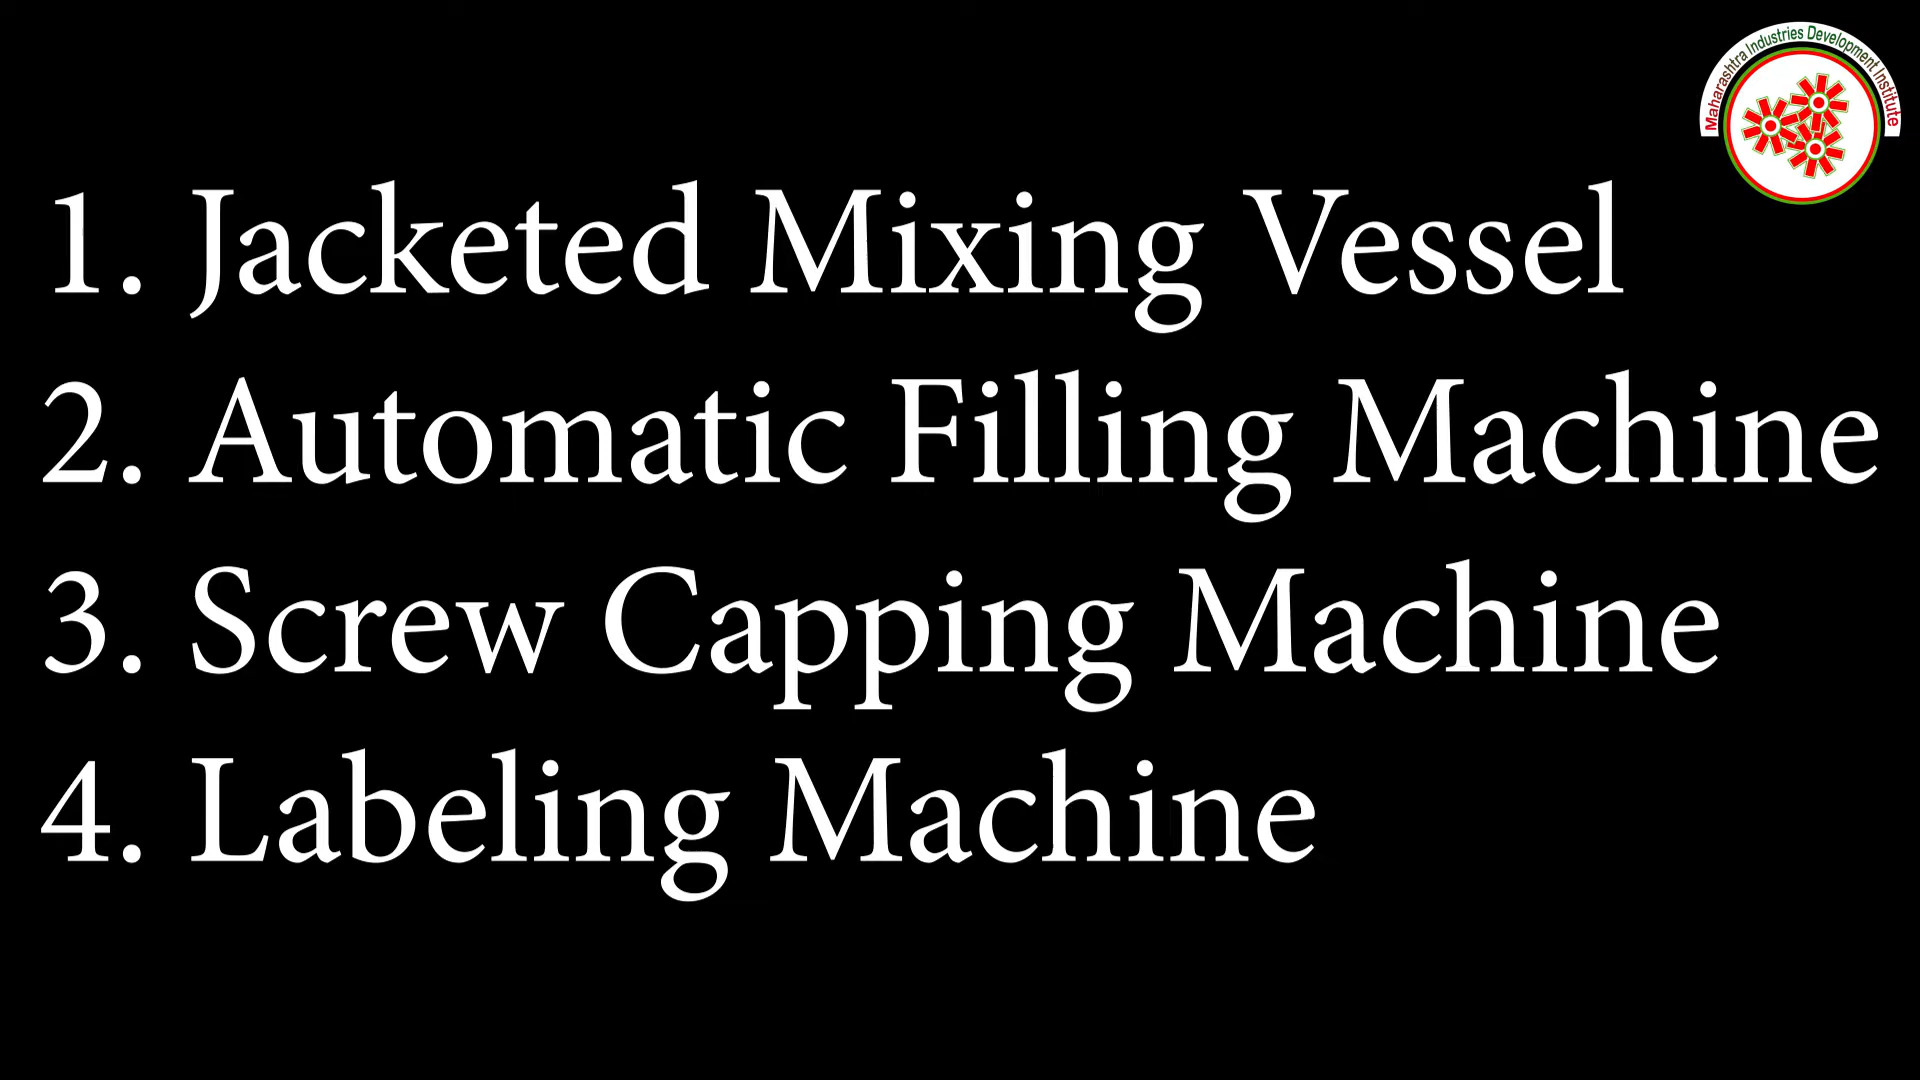 Maharashtra Industries Development Institute
1. Jacketed Mixing Vessel
2. Automatic Filling Machine
3. Screw Capping Machine
4. Labeling Machine